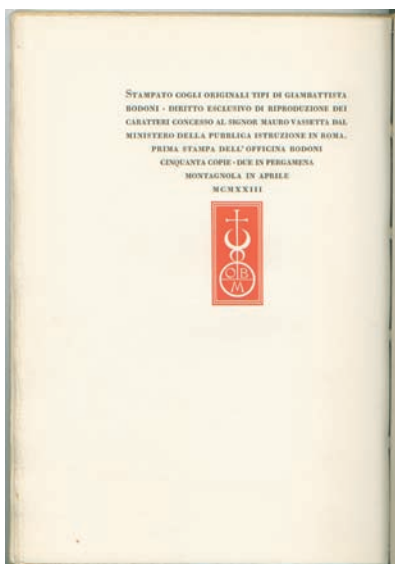 STAMPATO COGLI ORIGINALI TIPI DI GIAMBATTISTA
BODONI · DIRITTO ESCLUSIVO DI RIPRODUZIONE DEI
CARATTERI CONCESSO AL SIGNOR MAURO VASSETTA DAL
MINISTERO DELLA PUBBLICA ISTRUZIONE IN ROMA.
PRIMA STAMPA DELL'OFFICINA BODONI
CINQUANTA COPIE · DUE IN PERGAMENA
MONTAGNOLA IN APRILE
MCMXXIII
O B
M